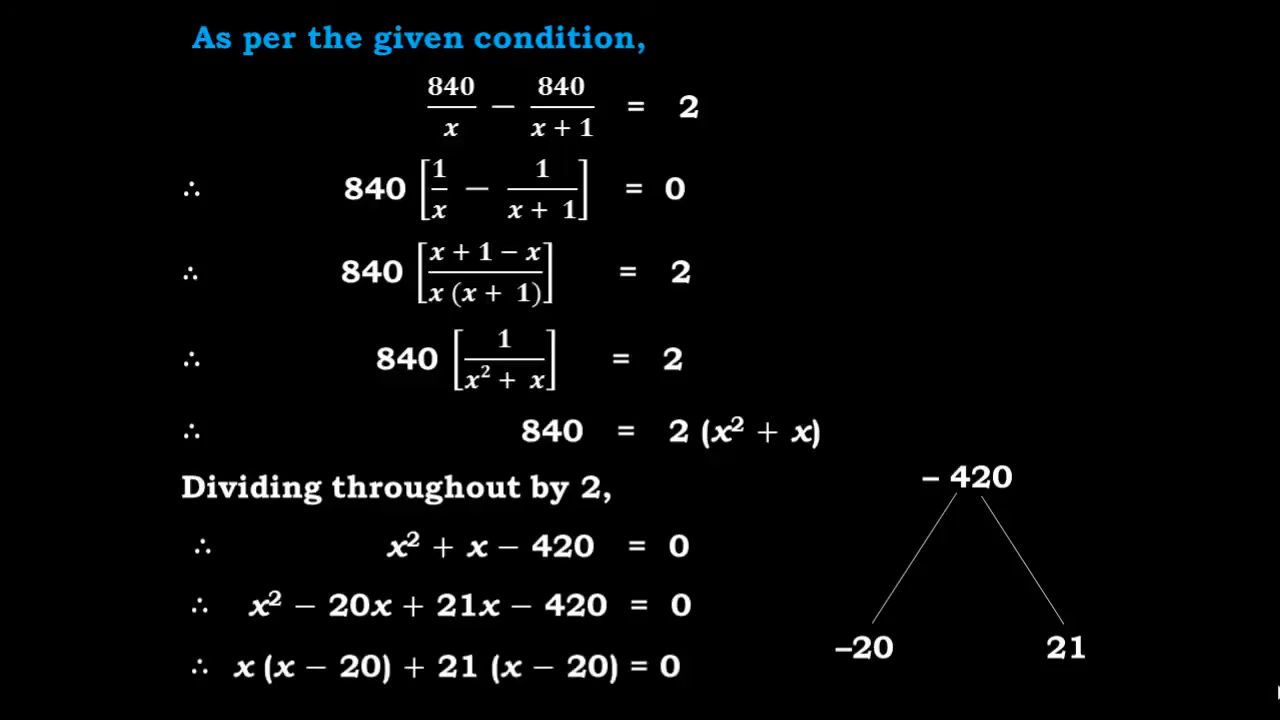 As per the given condition,
840/x − 840/(x + 1) = 2
∴ 840 [1/x − 1/(x + 1)] = 0
∴ 840 [(x + 1 − x)/(x (x + 1))] = 2
∴ 840 [1/(x² + x)] = 2
∴ 840 = 2 (x² + x)
– 420
Dividing throughout by 2,
∴ x² + x − 420 = 0
∴ x² − 20x + 21x − 420 = 0
–20 21
∴ x (x − 20) + 21 (x − 20) = 0